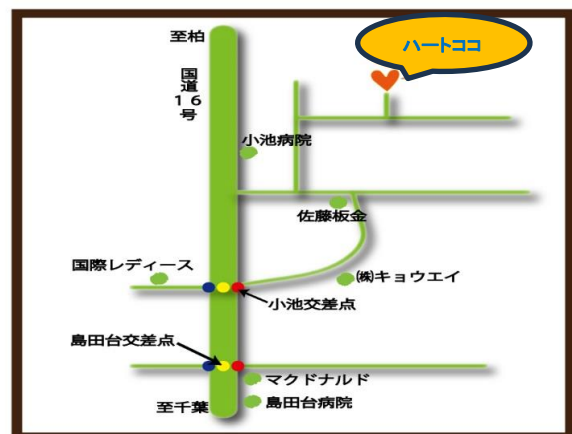 至柏
ハートココ
国道16号
小池病院
佐藤板金
国際レディース
㈱キョウエイ
小池交差点
島田台交差点
マクドナルド
至千葉
島田台病院